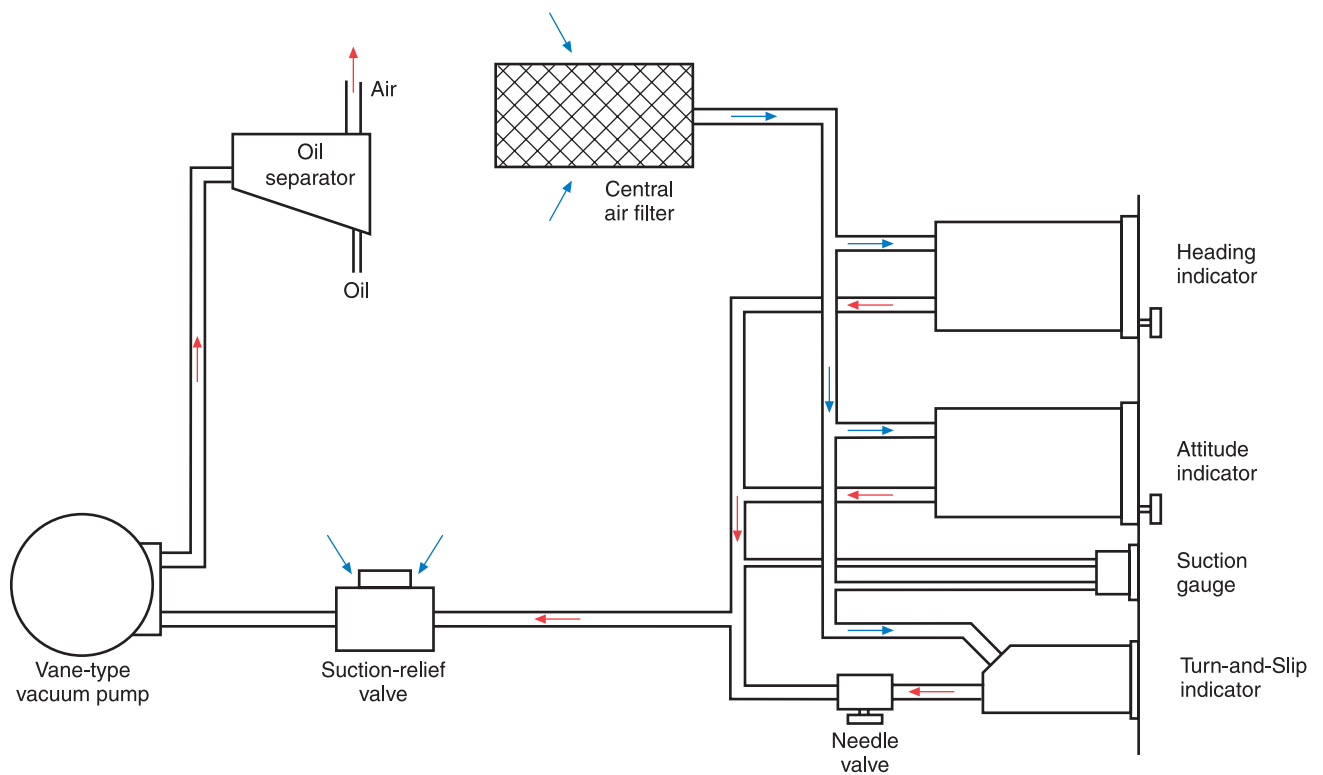 Air
Oil
separator
Oil
Central
air filter
Heading
indicator
Attitude
indicator
Suction
gauge
Turn-and-Slip
indicator
Vane-type
vacuum pump
Suction-relief
valve
Needle
valve